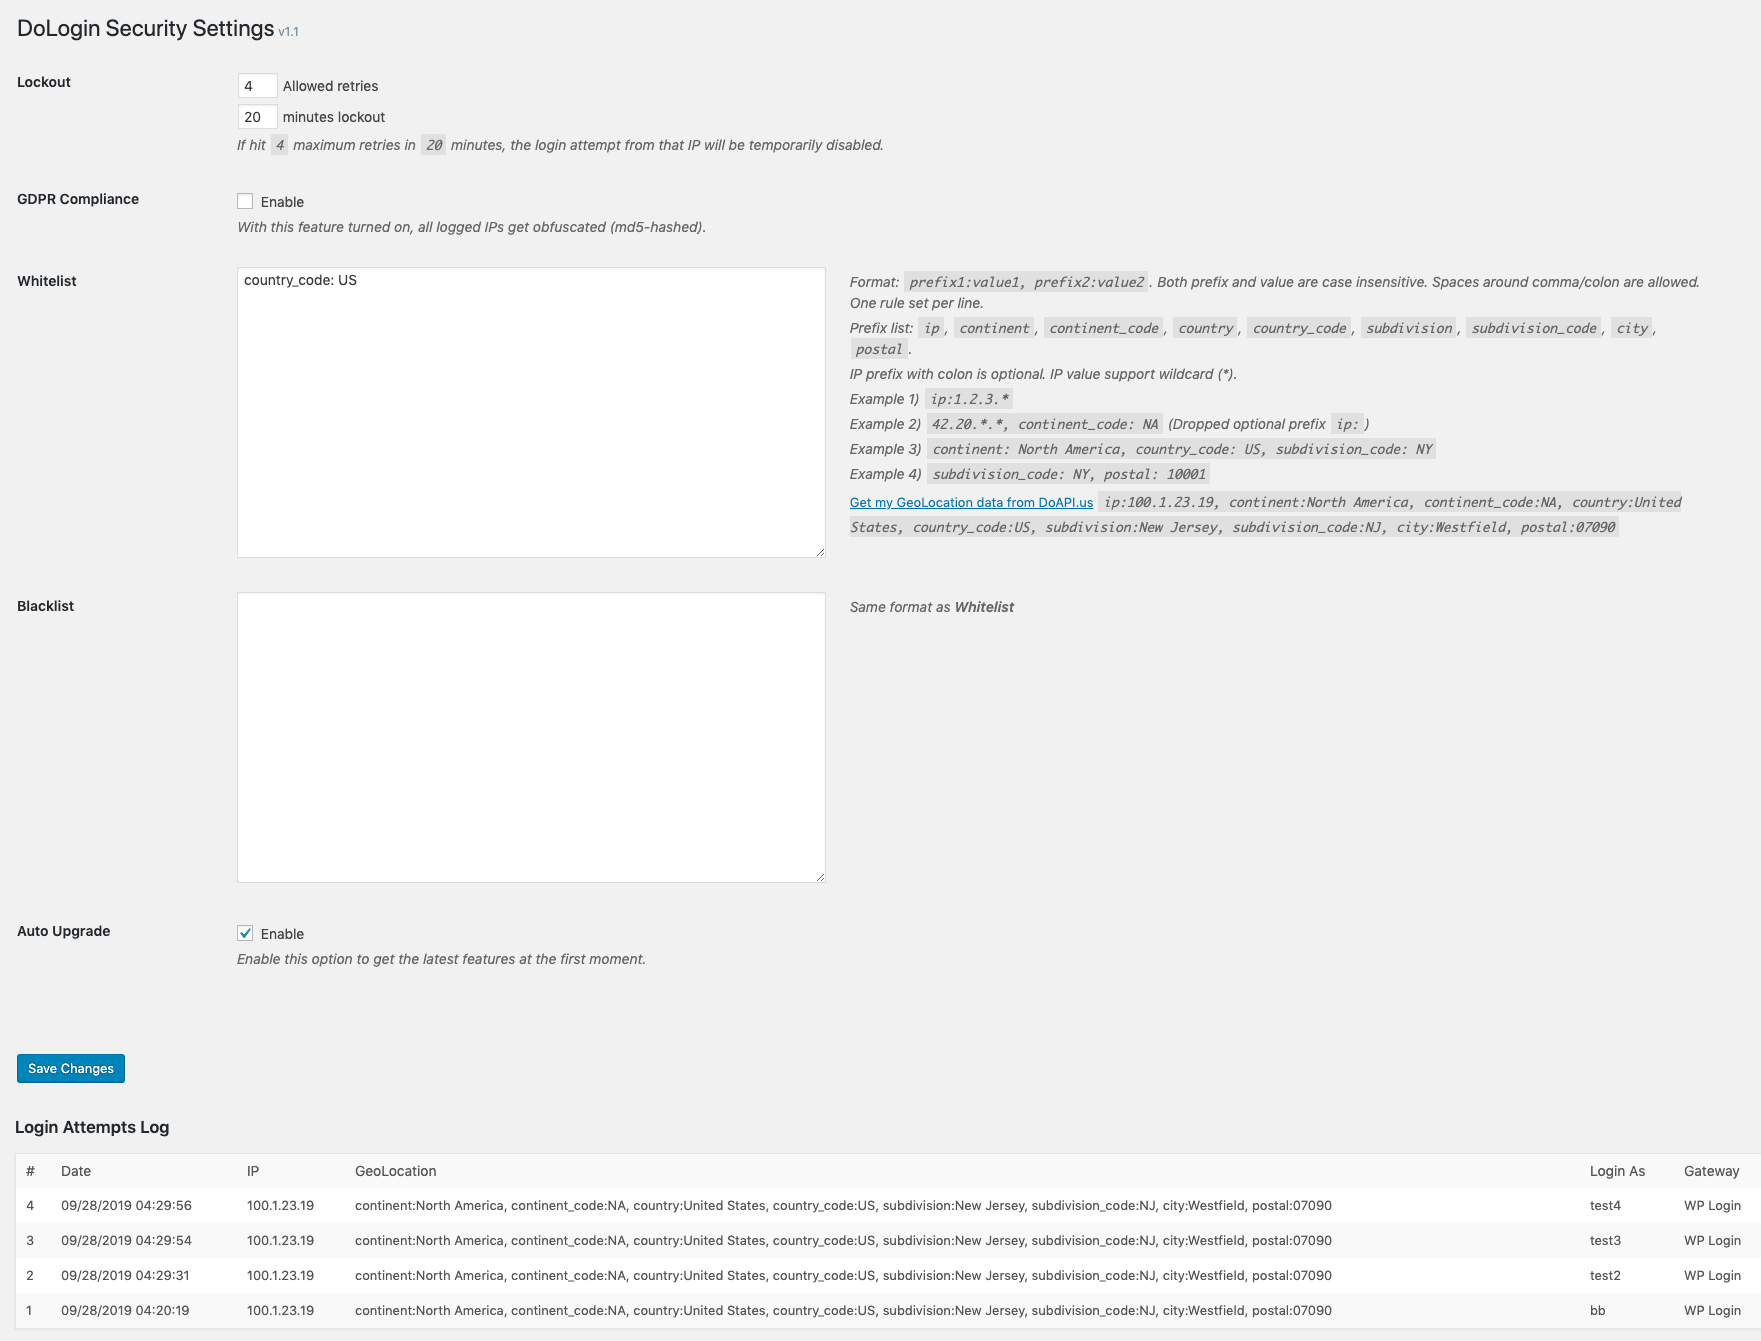 DoLogin Security Settings v1.1
Lockout
4 Allowed retries
20 minutes lockout
If hit 4 maximum retries in 20 minutes, the login attempt from that IP will be temporarily disabled.
GDPR Compliance
Enable
With this feature turned on, all logged IPs get obfuscated (md5-hashed).
Whitelist
country_code: US
Format: prefix1:value1, prefix2:value2 . Both prefix and value are case insensitive. Spaces around comma/colon are allowed.
One rule set per line.
Prefix list: ip , continent , continent_code , country , country_code , subdivision , subdivision_code , city ,
postal .
IP prefix with colon is optional. IP value support wildcard (*).
Example 1) ip:1.2.3.*
Example 2) 42.20.*.*, continent_code: NA (Dropped optional prefix ip: )
Example 3) continent: North America, country_code: US, subdivision_code: NY
Example 4) subdivision_code: NY, postal: 10001
Get my GeoLocation data from DoAPI.us ip:100.1.23.19, continent:North America, continent_code:NA, country:United
States, country_code:US, subdivision:New Jersey, subdivision_code:NJ, city:Westfield, postal:07090
Blacklist
Same format as Whitelist
Auto Upgrade
Enable
Enable this option to get the latest features at the first moment.
Save Changes
Login Attempts Log
# Date IP GeoLocation Login As Gateway
4 09/28/2019 04:29:56 100.1.23.19 continent:North America, continent_code:NA, country:United States, country_code:US, subdivision:New Jersey, subdivision_code:NJ, city:Westfield, postal:07090 test4 WP Login
3 09/28/2019 04:29:54 100.1.23.19 continent:North America, continent_code:NA, country:United States, country_code:US, subdivision:New Jersey, subdivision_code:NJ, city:Westfield, postal:07090 test3 WP Login
2 09/28/2019 04:29:31 100.1.23.19 continent:North America, continent_code:NA, country:United States, country_code:US, subdivision:New Jersey, subdivision_code:NJ, city:Westfield, postal:07090 test2 WP Login
1 09/28/2019 04:20:19 100.1.23.19 continent:North America, continent_code:NA, country:United States, country_code:US, subdivision:New Jersey, subdivision_code:NJ, city:Westfield, postal:07090 bb WP Login